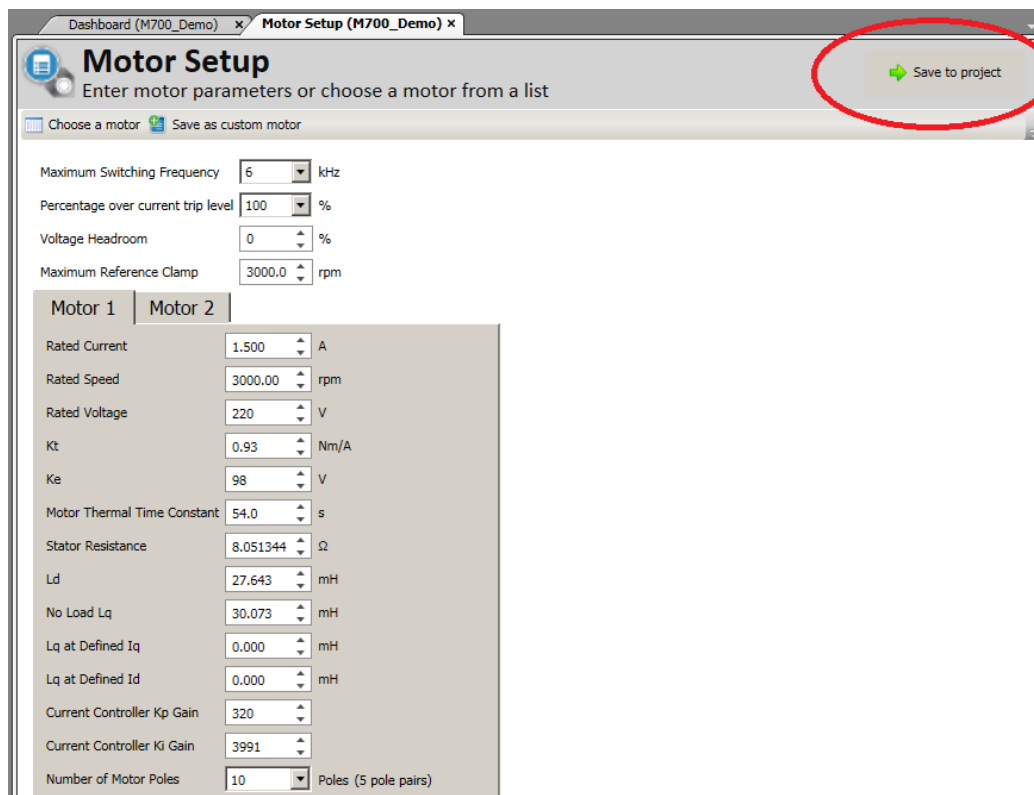 Dashboard (M700_Demo) × Motor Setup (M700_Demo) ×
Motor Setup
Enter motor parameters or choose a motor from a list
Save to project
Choose a motor Save as custom motor
Maximum Switching Frequency 6 kHz
Percentage over current trip level 100 %
Voltage Headroom 0 %
Maximum Reference Clamp 3000.0 rpm
Motor 1 Motor 2
Rated Current 1.500 A
Rated Speed 3000.00 rpm
Rated Voltage 220 V
Kt 0.93 Nm/A
Ke 98 V
Motor Thermal Time Constant 54.0 s
Stator Resistance 8.051344 Ω
Ld 27.643 mH
No Load Lq 30.073 mH
Lq at Defined Iq 0.000 mH
Lq at Defined Id 0.000 mH
Current Controller Kp Gain 320
Current Controller Ki Gain 3991
Number of Motor Poles 10 Poles (5 pole pairs)